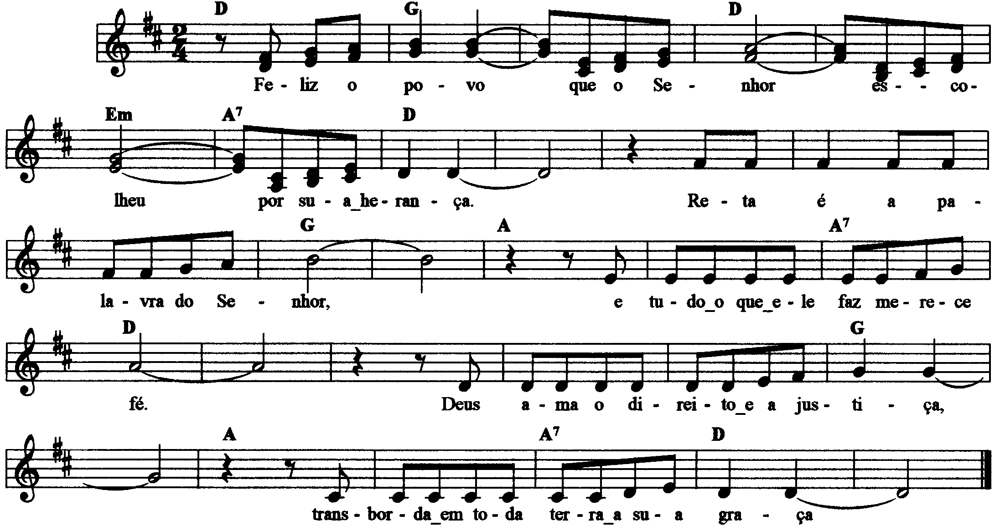 D G D
2 4
Fe - liz o po - vo que o Se - nhor es - - co -
Em A7 D
lheu por su - a_he - ran - ça. Re - ta é a pa -
G A A7
la - vra do Se - nhor, e tu - do_o que_e - le faz me - re - ce
D G
fé. Deus a - ma o di - rei - to_e a jus - ti - ça,
A A7 D
trans - bor - da_em to - da ter - ra_a su - a gra - ça